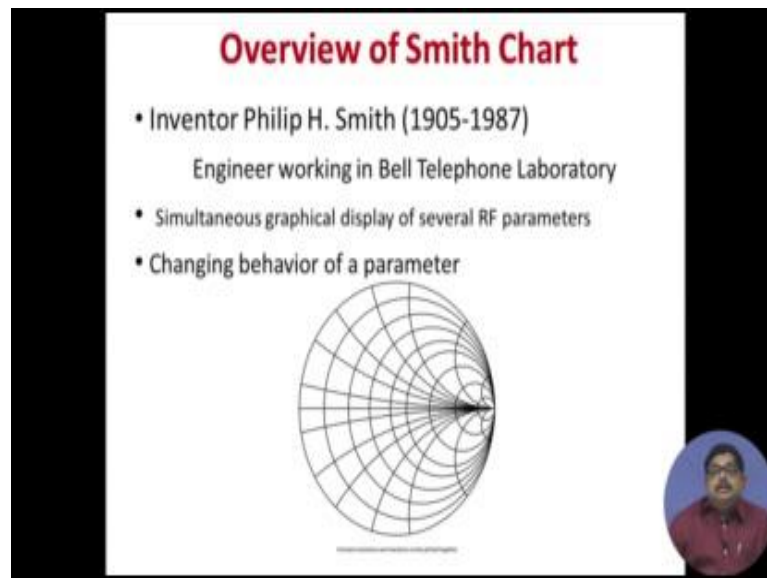 Overview of Smith Chart
• Inventor Philip H. Smith (1905-1987)
Engineer working in Bell Telephone Laboratory
• Simultaneous graphical display of several RF parameters
• Changing behavior of a parameter